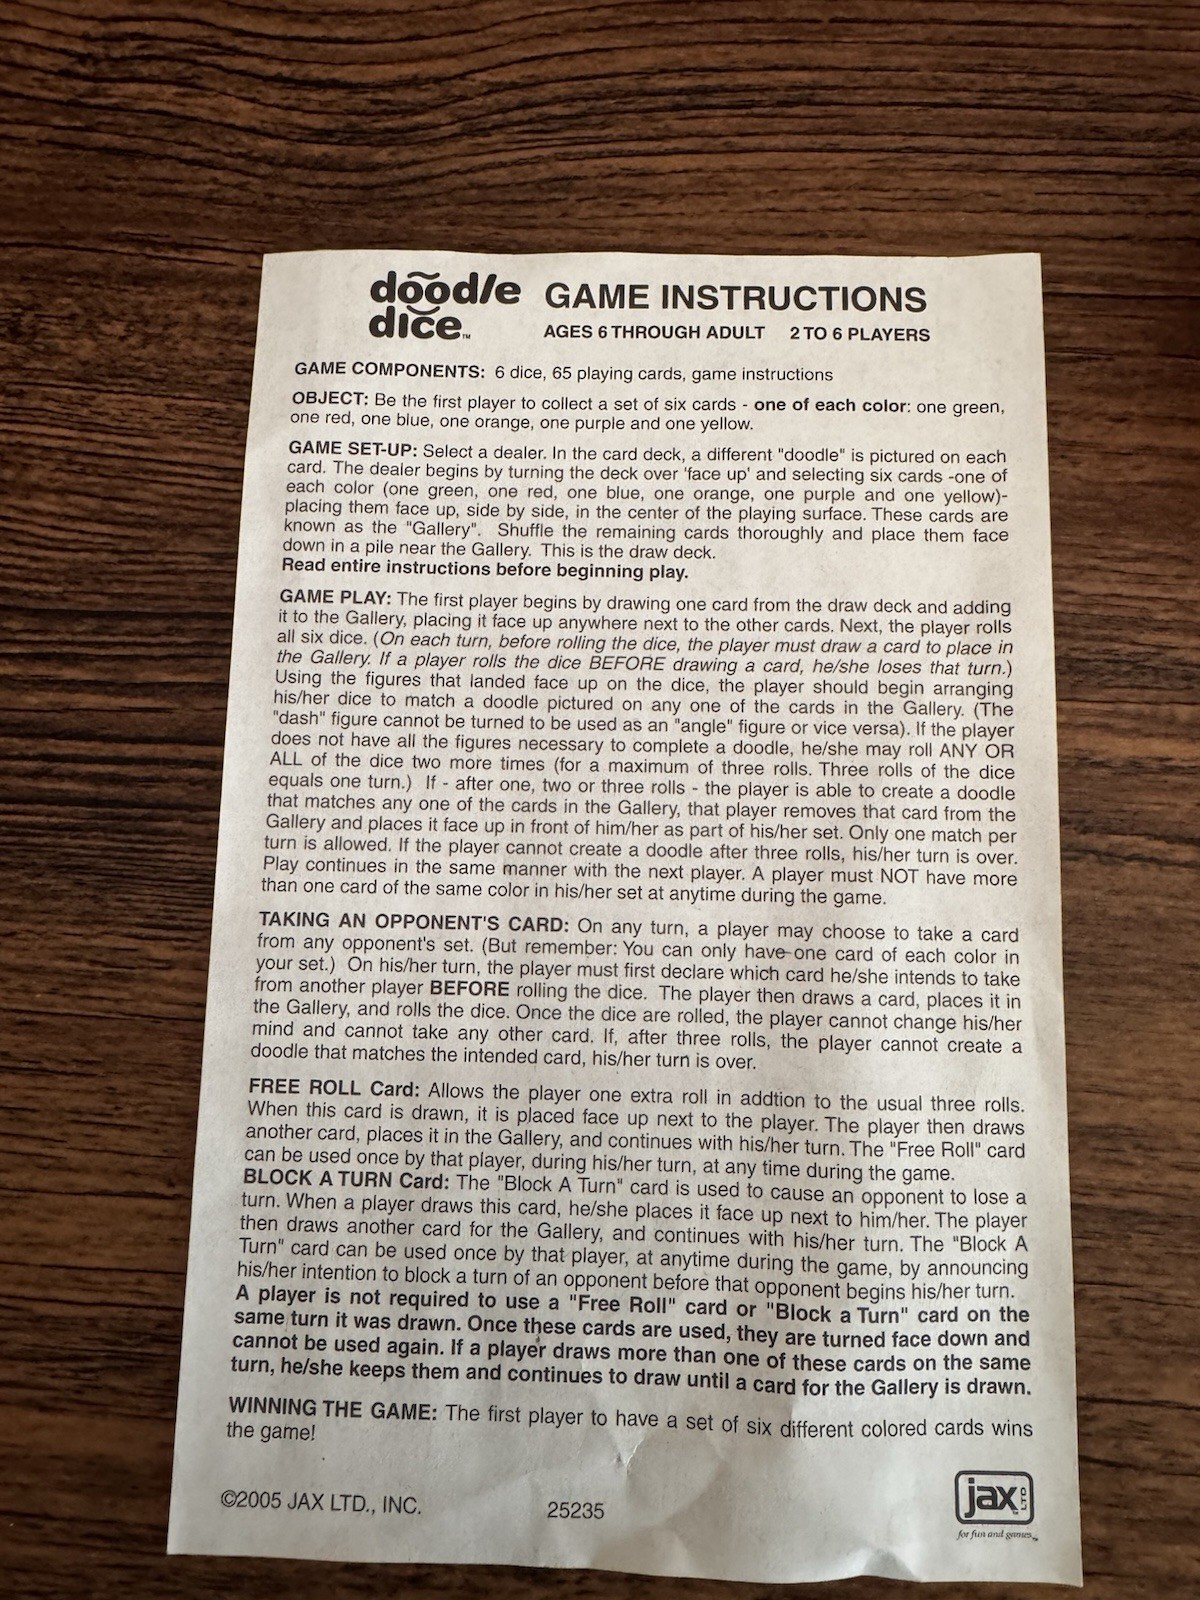 doodle dice™ GAME INSTRUCTIONS
AGES 6 THROUGH ADULT 2 TO 6 PLAYERS
GAME COMPONENTS: 6 dice, 65 playing cards, game instructions
OBJECT: Be the first player to collect a set of six cards - one of each color: one green,
one red, one blue, one orange, one purple and one yellow.
GAME SET-UP: Select a dealer. In the card deck, a different "doodle" is pictured on each
card. The dealer begins by turning the deck over 'face up' and selecting six cards -one of
each color (one green, one red, one blue, one orange, one purple and one yellow)-
placing them face up, side by side, in the center of the playing surface. These cards are
known as the "Gallery". Shuffle the remaining cards thoroughly and place them face
down in a pile near the Gallery. This is the draw deck.
Read entire instructions before beginning play.
GAME PLAY: The first player begins by drawing one card from the draw deck and adding
it to the Gallery, placing it face up anywhere next to the other cards. Next, the player rolls
all six dice. (On each turn, before rolling the dice, the player must draw a card to place in
the Gallery. If a player rolls the dice BEFORE drawing a card, he/she loses that turn.)
Using the figures that landed face up on the dice, the player should begin arranging
his/her dice to match a doodle pictured on any one of the cards in the Gallery. (The
"dash" figure cannot be turned to be used as an "angle" figure or vice versa). If the player
does not have all the figures necessary to complete a doodle, he/she may roll ANY OR
ALL of the dice two more times (for a maximum of three rolls. Three rolls of the dice
equals one turn.) If - after one, two or three rolls - the player is able to create a doodle
that matches any one of the cards in the Gallery, that player removes that card from the
Gallery and places it face up in front of him/her as part of his/her set. Only one match per
turn is allowed. If the player cannot create a doodle after three rolls, his/her turn is over.
Play continues in the same manner with the next player. A player must NOT have more
than one card of the same color in his/her set at anytime during the game.
TAKING AN OPPONENT'S CARD: On any turn, a player may choose to take a card
from any opponent's set. (But remember: You can only have one card of each color in
your set.) On his/her turn, the player must first declare which card he/she intends to take
from another player BEFORE rolling the dice. The player then draws a card, places it in
the Gallery, and rolls the dice. Once the dice are rolled, the player cannot change his/her
mind and cannot take any other card. If, after three rolls, the player cannot create a
doodle that matches the intended card, his/her turn is over.
FREE ROLL Card: Allows the player one extra roll in addtion to the usual three rolls.
When this card is drawn, it is placed face up next to the player. The player then draws
another card, places it in the Gallery, and continues with his/her turn. The "Free Roll" card
can be used once by that player, during his/her turn, at any time during the game.
BLOCK A TURN Card: The "Block A Turn" card is used to cause an opponent to lose a
turn. When a player draws this card, he/she places it face up next to him/her. The player
then draws another card for the Gallery, and continues with his/her turn. The "Block A
Turn" card can be used once by that player, at anytime during the game, by announcing
his/her intention to block a turn of an opponent before that opponent begins his/her turn.
A player is not required to use a "Free Roll" card or "Block a Turn" card on the
same turn it was drawn. Once these cards are used, they are turned face down and
cannot be used again. If a player draws more than one of these cards on the same
turn, he/she keeps them and continues to draw until a card for the Gallery is drawn.
WINNING THE GAME: The first player to have a set of six different colored cards wins
the game!
©2005 JAX LTD., INC. 25235
jax LTD
for fun and games™